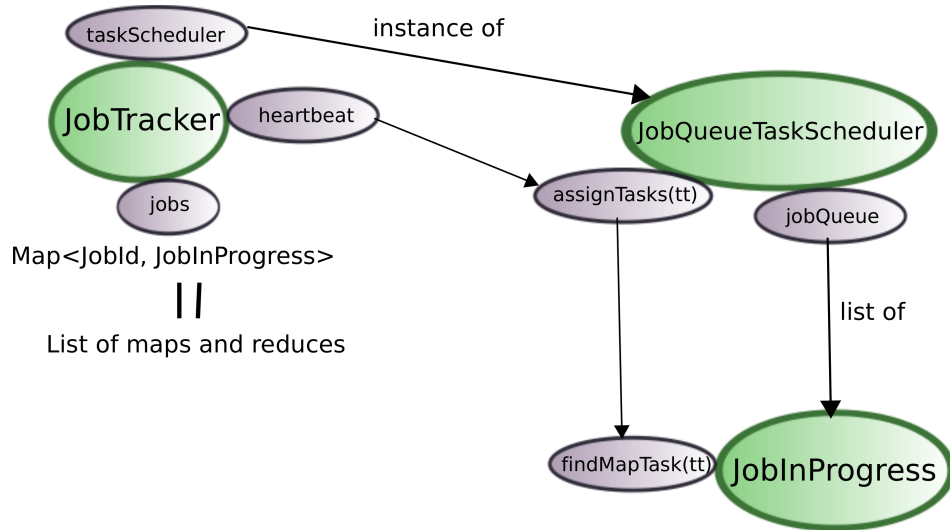 taskScheduler
instance of
JobTracker
heartbeat
JobQueueTaskScheduler
assignTasks(tt)
jobs
jobQueue
Map<JobId, JobInProgress>
list of
List of maps and reduces
findMapTask(tt)
JobInProgress